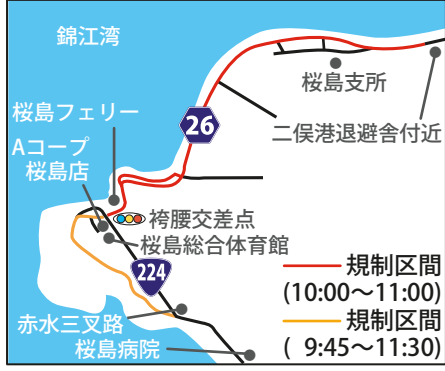 錦江湾
桜島支所
二俣港退避舎付近
26
桜島フェリー
Aコープ
桜島店
袴腰交差点
桜島総合体育館
224
規制区間
(10:00〜11:00)
規制区間
( 9:45〜11:30)
赤水三叉路
桜島病院